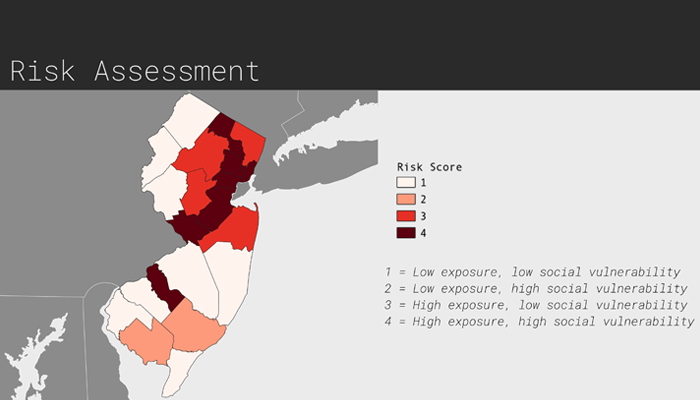 Risk Assessment
Risk Score
1
2
3
4
1 = Low exposure, low social vulnerability
2 = Low exposure, high social vulnerability
3 = High exposure, low social vulnerability
4 = High exposure, high social vulnerability